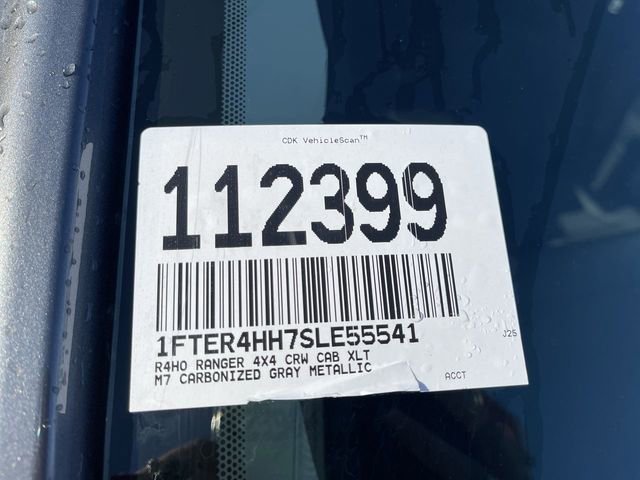 CDK VehicleScan™
112399
1FTER4HH7SLE55541
R4H0 RANGER 4X4 CRW CAB XLT
M7 CARBONIZED GRAY METALLIC
J25
ACCT